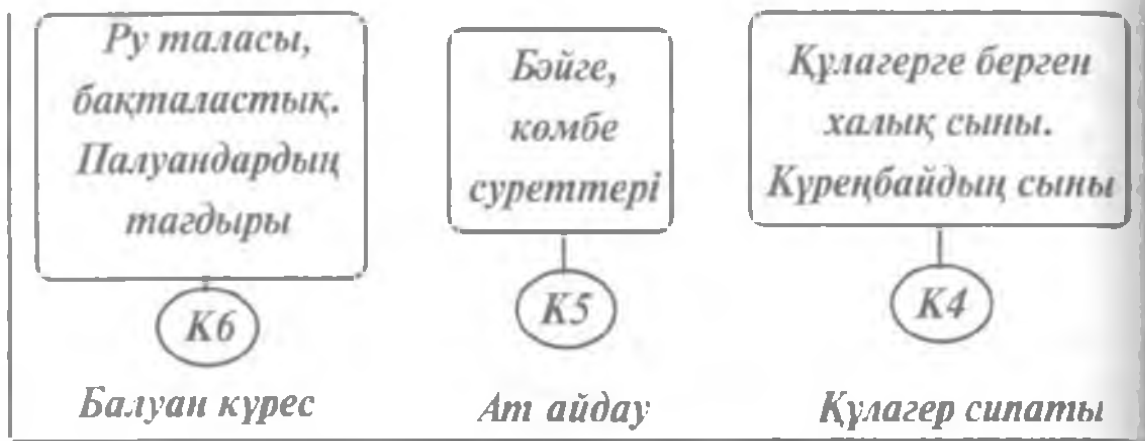 Ру таласы,
бақталастық.
Палуандардың
тағдыры
К6
Балуан күрес
Бәйге,
көмбе
суреттері
К5
Ат айдау
Құлагерге берген
халық сыны.
Күреңбайдың сыны
К4
Құлагер сипаты